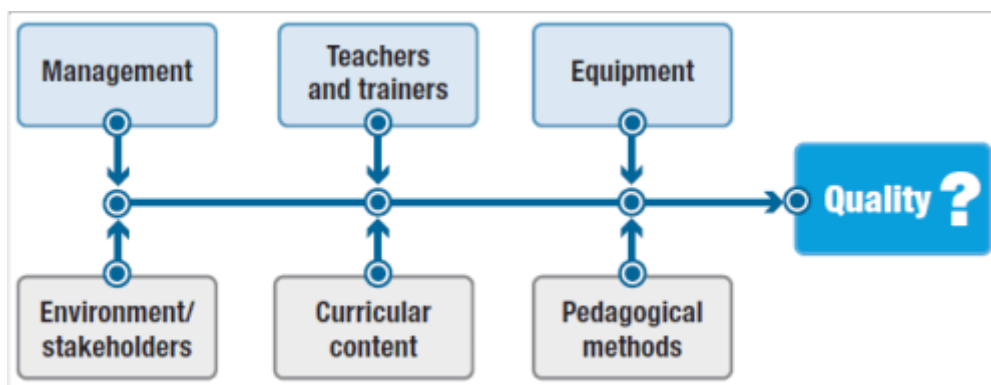 Management
Teachers
and trainers
Equipment
Quality ?
Environment/
stakeholders
Curricular
content
Pedagogical
methods